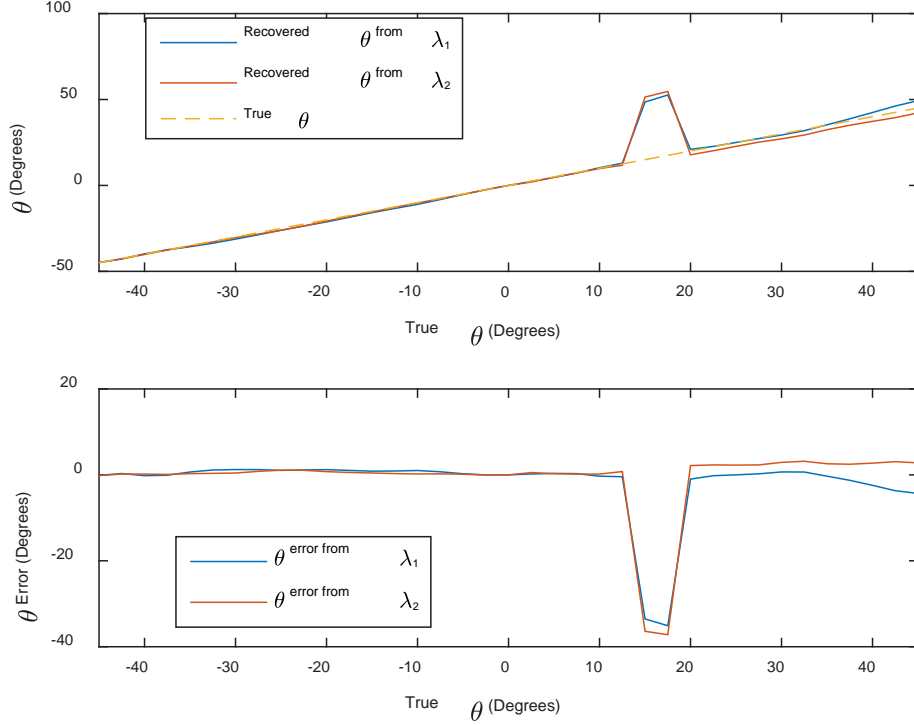 100
50
0
-50
θ (Degrees)
Recovered θ from λ1
Recovered θ from λ2
True θ
-40 -30 -20 -10 0 10 20 30 40
True θ (Degrees)
20
0
-20
-40
θ Error (Degrees)
θ error from λ1
θ error from λ2
-40 -30 -20 -10 0 10 20 30 40
True θ (Degrees)